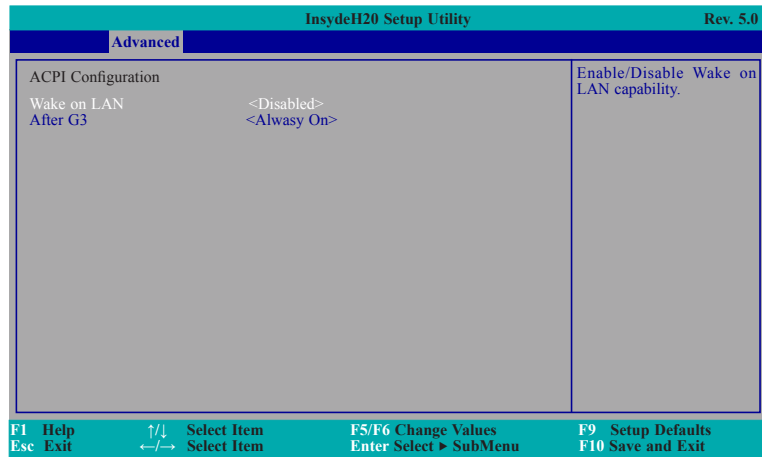 InsydeH20 Setup Utility Rev. 5.0
Advanced
ACPI Configuration
Wake on LAN <Disabled>
After G3 <Alwasy On>
Enable/Disable Wake on
LAN capability.
F1 Help ↑/↓ Select Item F5/F6 Change Values F9 Setup Defaults
Esc Exit ←/→ Select Item Enter Select ► SubMenu F10 Save and Exit